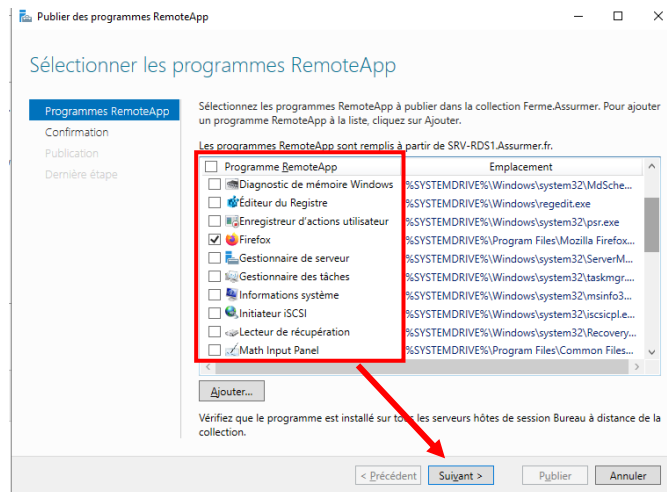 Publier des programmes RemoteApp
Sélectionner les programmes RemoteApp
Programmes RemoteApp
Confirmation
Publication
Dernière étape
Sélectionnez les programmes RemoteApp à publier dans la collection Ferme.Assurmer. Pour ajouter
un programme RemoteApp à la liste, cliquez sur Ajouter.
Les programmes RemoteApp sont remplis à partir de SRV-RDS1.Assurmer.fr.
Programme RemoteApp Emplacement
Diagnostic de mémoire Windows %SYSTEMDRIVE%\Windows\system32\MdSche...
Éditeur du Registre %SYSTEMDRIVE%\Windows\regedit.exe
Enregistreur d'actions utilisateur %SYSTEMDRIVE%\Windows\system32\psr.exe
Firefox %SYSTEMDRIVE%\Program Files\Mozilla Firefox...
Gestionnaire de serveur %SYSTEMDRIVE%\Windows\system32\ServerM...
Gestionnaire des tâches %SYSTEMDRIVE%\Windows\system32\taskmgr....
Informations système %SYSTEMDRIVE%\Windows\system32\msinfo3...
Initiateur iSCSI %SYSTEMDRIVE%\Windows\system32\iscsicpl.e...
Lecteur de récupération %SYSTEMDRIVE%\Windows\system32\Recovery...
Math Input Panel %SYSTEMDRIVE%\Program Files\Common Files...
Ajouter...
Vérifiez que le programme est installé sur tous les serveurs hôtes de session Bureau à distance de la
collection.
< Précédent Suivant > Publier Annuler